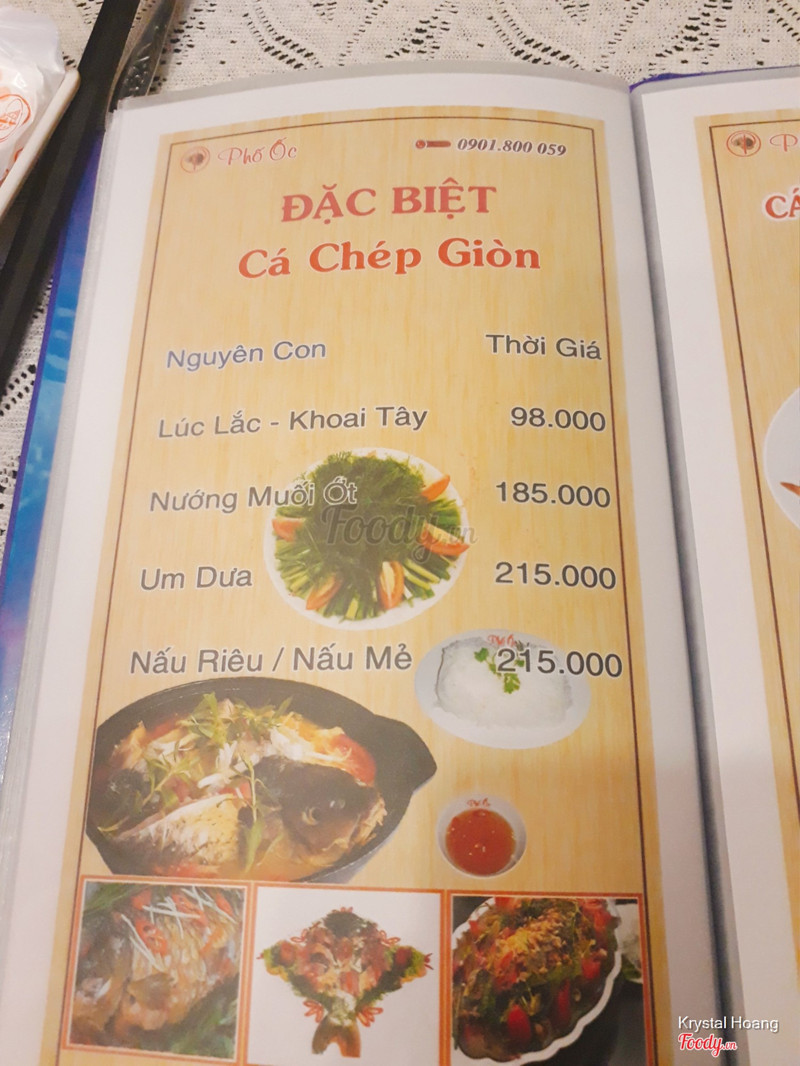 Phố Ốc 0901.800 059
ĐẶC BIỆT
Cá Chép Giòn
Nguyên Con Thời Giá
Lúc Lắc - Khoai Tây 98.000
Nướng Muối Ớt 185.000
Foody.vn
Um Dưa 215.000
Nấu Riêu / Nấu Mẻ 215.000
Krystal Hoang
Foody.vn